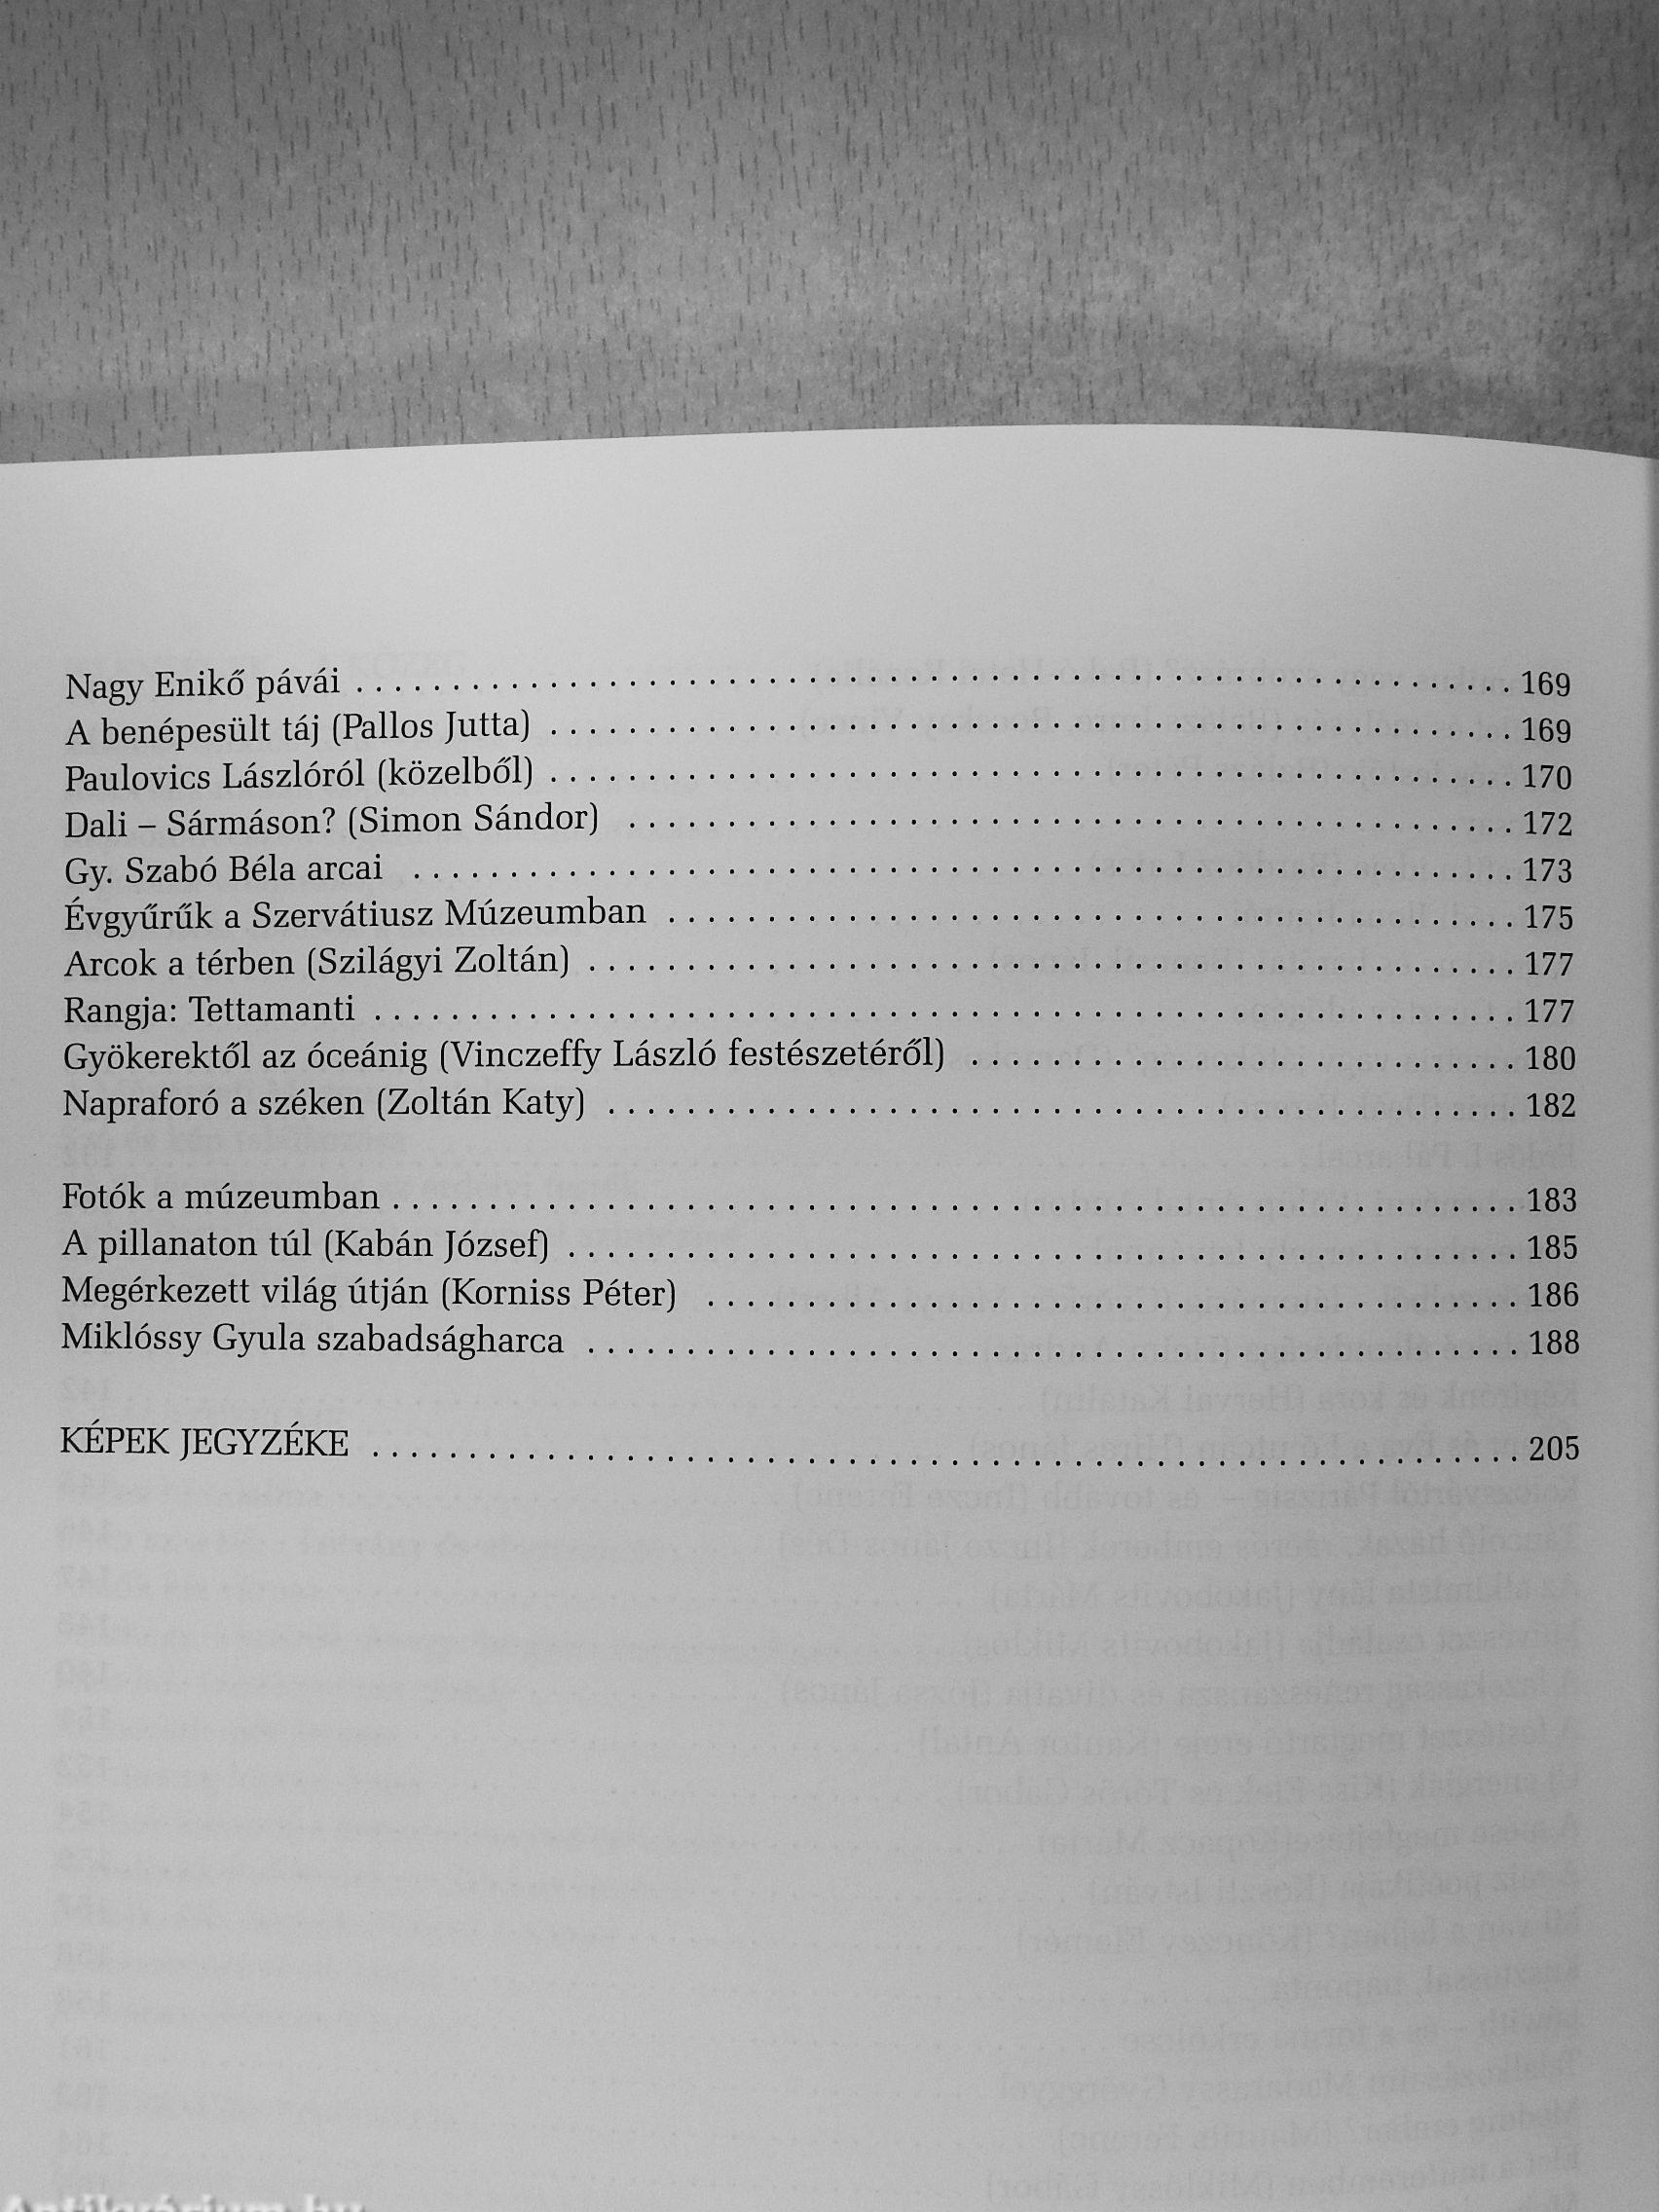 Nagy Enikő pávái . . . . . . . . . . . . . . . . . . . . . . . . . . . . . . 169
A benépesült táj (Pallos Jutta) . . . . . . . . . . . . . . . . . . . . . . . . . 169
Paulovics Lászlóról (közelből) . . . . . . . . . . . . . . . . . . . . . . . . . 170
Dali – Sármáson? (Simon Sándor) . . . . . . . . . . . . . . . . . . . . . . . 172
Gy. Szabó Béla arcai . . . . . . . . . . . . . . . . . . . . . . . . . . . . . 173
Évgyűrűk a Szervátiusz Múzeumban . . . . . . . . . . . . . . . . . . . . . . 175
Arcok a térben (Szilágyi Zoltán) . . . . . . . . . . . . . . . . . . . . . . . . 177
Rangja: Tettamanti . . . . . . . . . . . . . . . . . . . . . . . . . . . . . . 177
Gyökerektől az óceánig (Vinczeffy László festészetéről) . . . . . . . . . . . . . . 180
Napraforó a széken (Zoltán Katy) . . . . . . . . . . . . . . . . . . . . . . . . 182
Fotók a múzeumban . . . . . . . . . . . . . . . . . . . . . . . . . . . . . . 183
A pillanaton túl (Kabán József) . . . . . . . . . . . . . . . . . . . . . . . . . 185
Megérkezett világ útján (Korniss Péter) . . . . . . . . . . . . . . . . . . . . . 186
Miklóssy Gyula szabadságharca . . . . . . . . . . . . . . . . . . . . . . . . 188
KÉPEK JEGYZÉKE . . . . . . . . . . . . . . . . . . . . . . . . . . . . . . 205
Antikvárium.hu